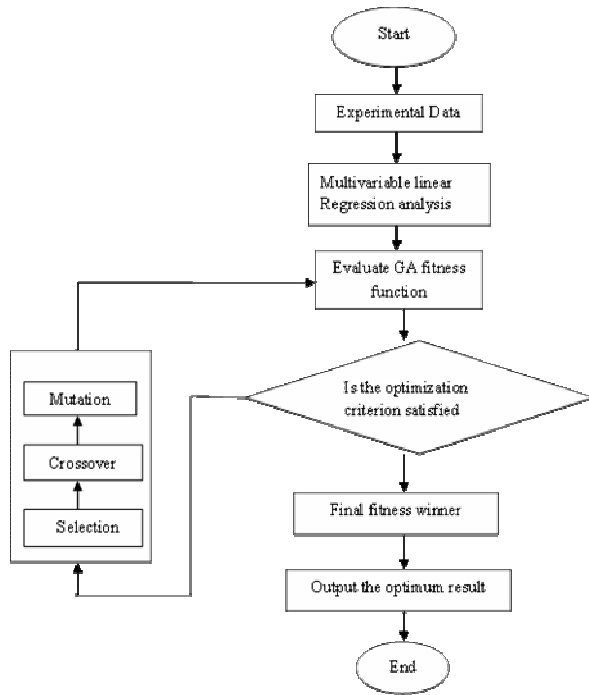 Start
Experimental Data
Multivariable linear
Regression analysis
Evaluate GA fitness
function
Is the optimization
criterion satisfied
Mutation
Crossover
Selection
Final fitness winner
Output the optimum result
End